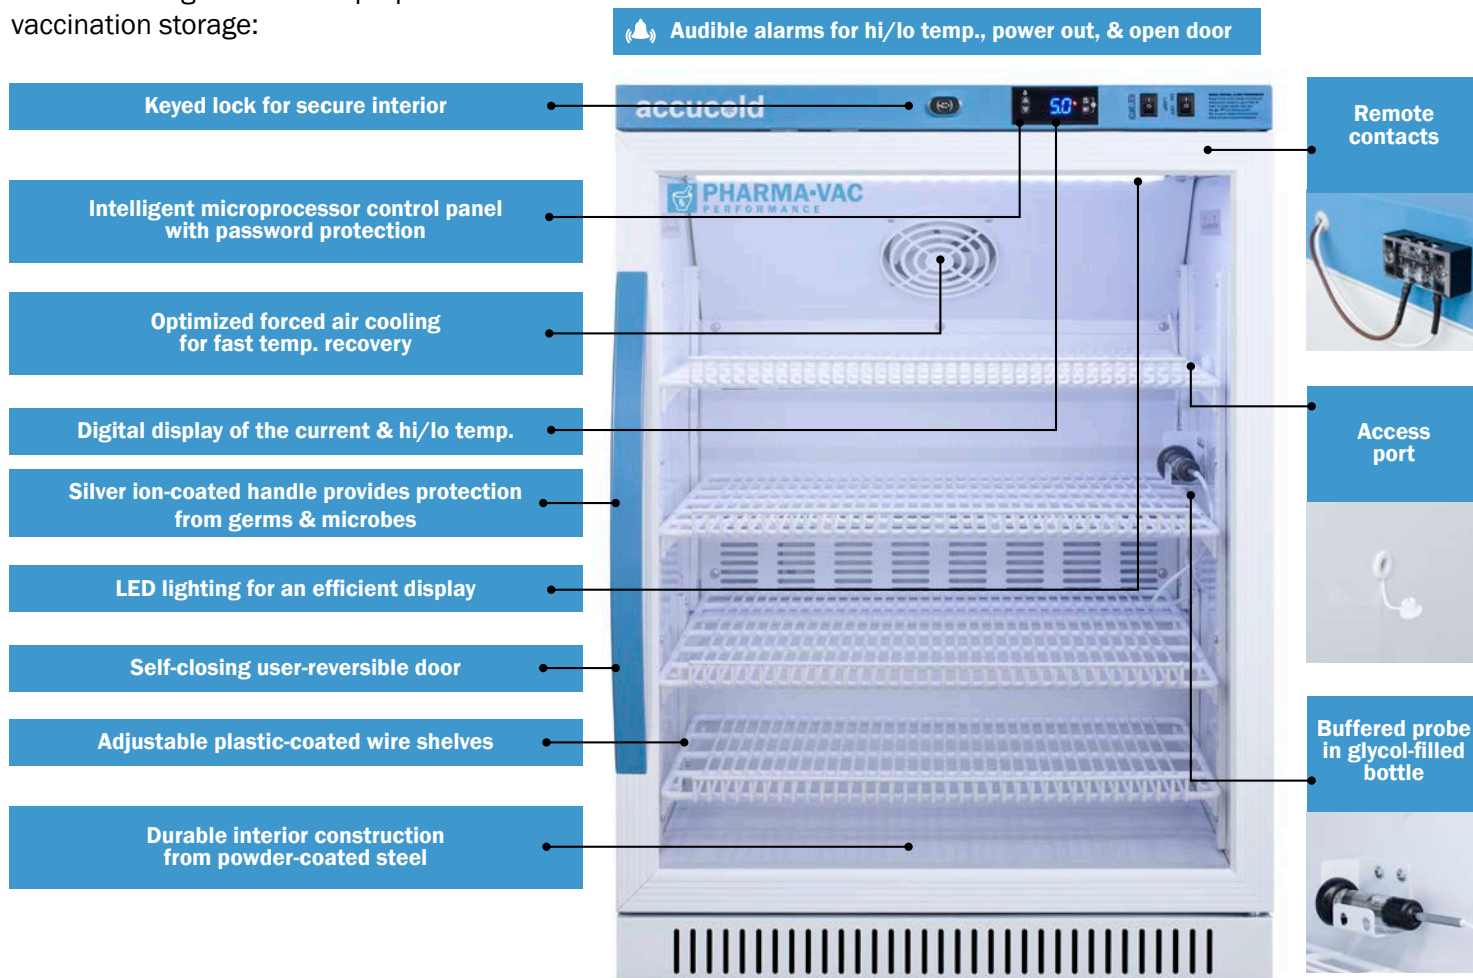 vaccination storage:
Audible alarms for hi/lo temp., power out, & open door
Keyed lock for secure interior
Intelligent microprocessor control panel
with password protection
Optimized forced air cooling
for fast temp. recovery
Digital display of the current & hi/lo temp.
Silver ion-coated handle provides protection
from germs & microbes
LED lighting for an efficient display
Self-closing user-reversible door
Adjustable plastic-coated wire shelves
Durable interior construction
from powder-coated steel
accucold
5.0
PHARMA-VAC
PERFORMANCE
Remote
contacts
Access
port
Buffered probe
in glycol-filled
bottle